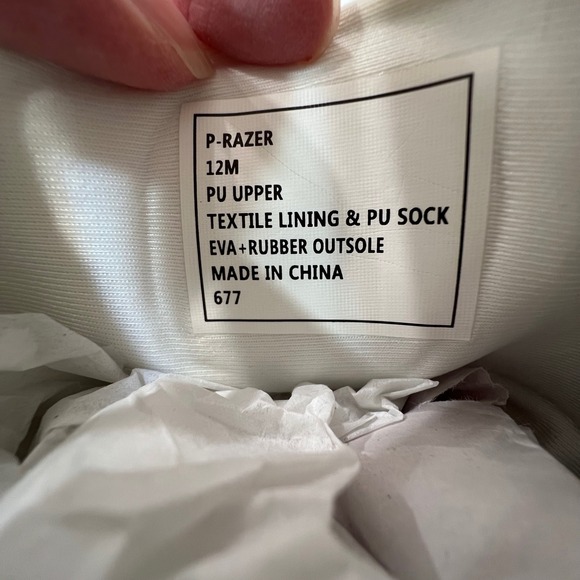 P-RAZER
12M
PU UPPER
TEXTILE LINING & PU SOCK
EVA+RUBBER OUTSOLE
MADE IN CHINA
677